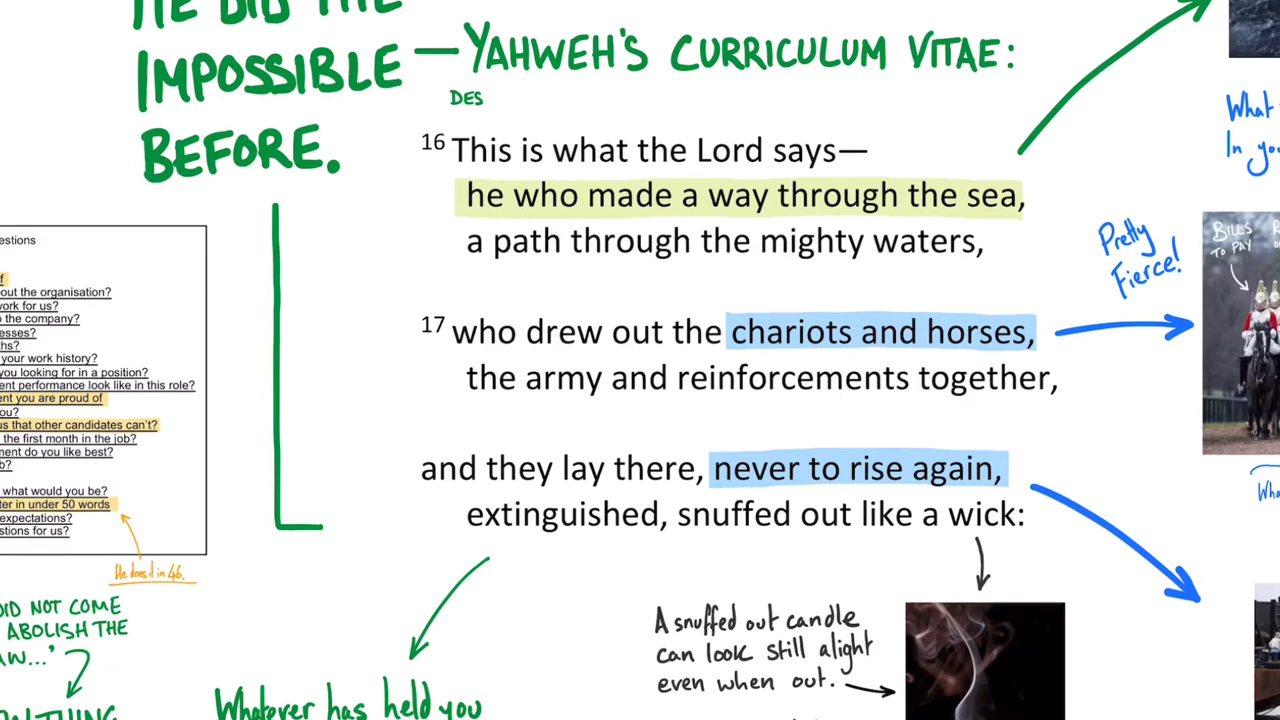 HE DID THE
IMPOSSIBLE
BEFORE.
— YAHWEH'S CURRICULUM VITAE:
DES
16 This is what the Lord says—
he who made a way through the sea,
a path through the mighty waters,
17 who drew out the chariots and horses,
the army and reinforcements together,
and they lay there, never to rise again,
extinguished, snuffed out like a wick:
What
In you
Pretty
Fierce!
BILLS
TO PAY
Wha
estions
f
out the organisation?
work for us?
o the company?
esses?
ths?
your work history?
you looking for in a position?
ent performance look like in this role?
ent you are proud of
ou?
us that other candidates can't?
the first month in the job?
ment do you like best?
b?
what would you be?
ter in under 50 words
expectations?
stions for us?
He does it in 46.
DID NOT COME
ABOLISH THE
AW...'
Whatever has held you
A snuffed out candle
can look still alight
even when out.